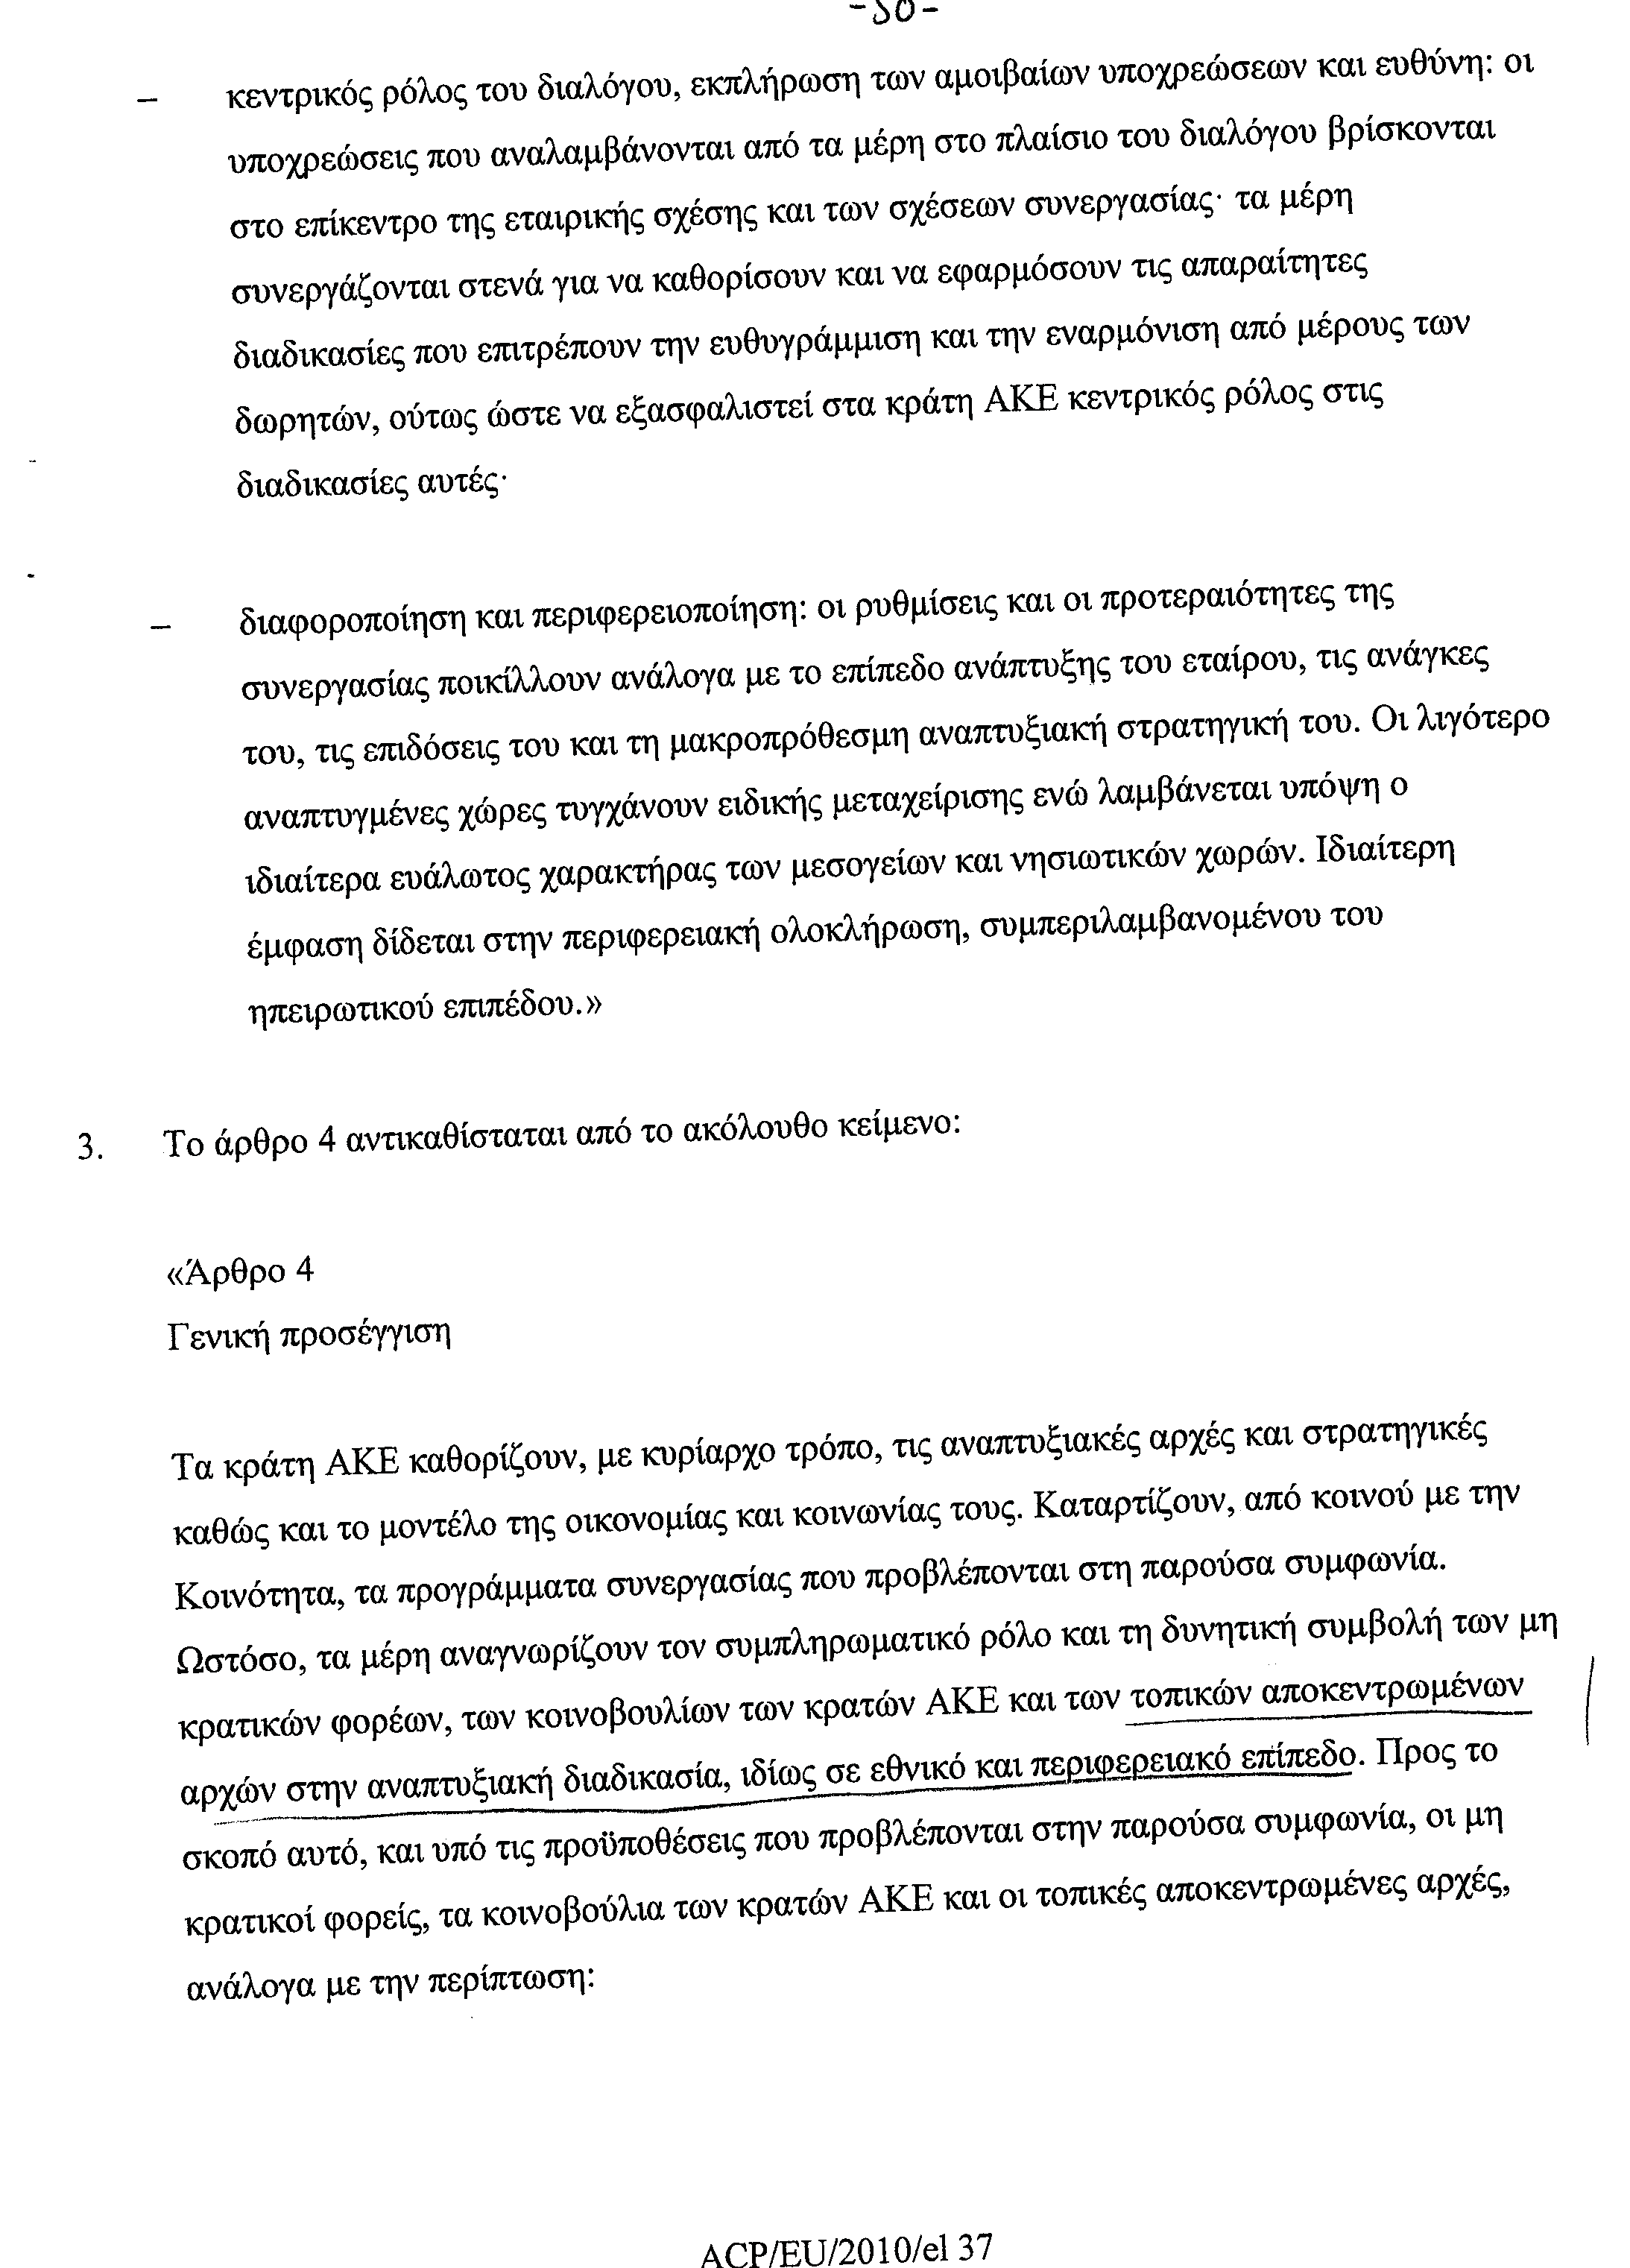 – κεντρικός ρόλος του διαλόγου, εκπλήρωση των αμοιβαίων υποχρεώσεων και ευθύνη: οι
υποχρεώσεις που αναλαμβάνονται από τα μέρη στο πλαίσιο του διαλόγου βρίσκονται
στο επίκεντρο της εταιρικής σχέσης και των σχέσεων συνεργασίας· τα μέρη
συνεργάζονται στενά για να καθορίσουν και να εφαρμόσουν τις απαραίτητες
διαδικασίες που επιτρέπουν την ευθυγράμμιση και την εναρμόνιση από μέρους των
δωρητών, ούτως ώστε να εξασφαλιστεί στα κράτη ΑΚΕ κεντρικός ρόλος στις
διαδικασίες αυτές·
– διαφοροποίηση και περιφερειοποίηση: οι ρυθμίσεις και οι προτεραιότητες της
συνεργασίας ποικίλλουν ανάλογα με το επίπεδο ανάπτυξης του εταίρου, τις ανάγκες
του, τις επιδόσεις του και τη μακροπρόθεσμη αναπτυξιακή στρατηγική του. Οι λιγότερο
αναπτυγμένες χώρες τυγχάνουν ειδικής μεταχείρισης ενώ λαμβάνεται υπόψη ο
ιδιαίτερα ευάλωτος χαρακτήρας των μεσογείων και νησιωτικών χωρών. Ιδιαίτερη
έμφαση δίδεται στην περιφερειακή ολοκλήρωση, συμπεριλαμβανομένου του
ηπειρωτικού επιπέδου.»
3. Το άρθρο 4 αντικαθίσταται από το ακόλουθο κείμενο:
«Άρθρο 4
Γενική προσέγγιση
Τα κράτη ΑΚΕ καθορίζουν, με κυρίαρχο τρόπο, τις αναπτυξιακές αρχές και στρατηγικές
καθώς και το μοντέλο της οικονομίας και κοινωνίας τους. Καταρτίζουν, από κοινού με την
Κοινότητα, τα προγράμματα συνεργασίας που προβλέπονται στη παρούσα συμφωνία.
Ωστόσο, τα μέρη αναγνωρίζουν τον συμπληρωματικό ρόλο και τη δυνητική συμβολή των μη
κρατικών φορέων, των κοινοβουλίων των κρατών ΑΚΕ και των τοπικών αποκεντρωμένων
αρχών στην αναπτυξιακή διαδικασία, ιδίως σε εθνικό και περιφερειακό επίπεδο. Προς το
σκοπό αυτό, και υπό τις προϋποθέσεις που προβλέπονται στην παρούσα συμφωνία, οι μη
κρατικοί φορείς, τα κοινοβούλια των κρατών ΑΚΕ και οι τοπικές αποκεντρωμένες αρχές,
ανάλογα με την περίπτωση:
ACP/EU/2010/el 37